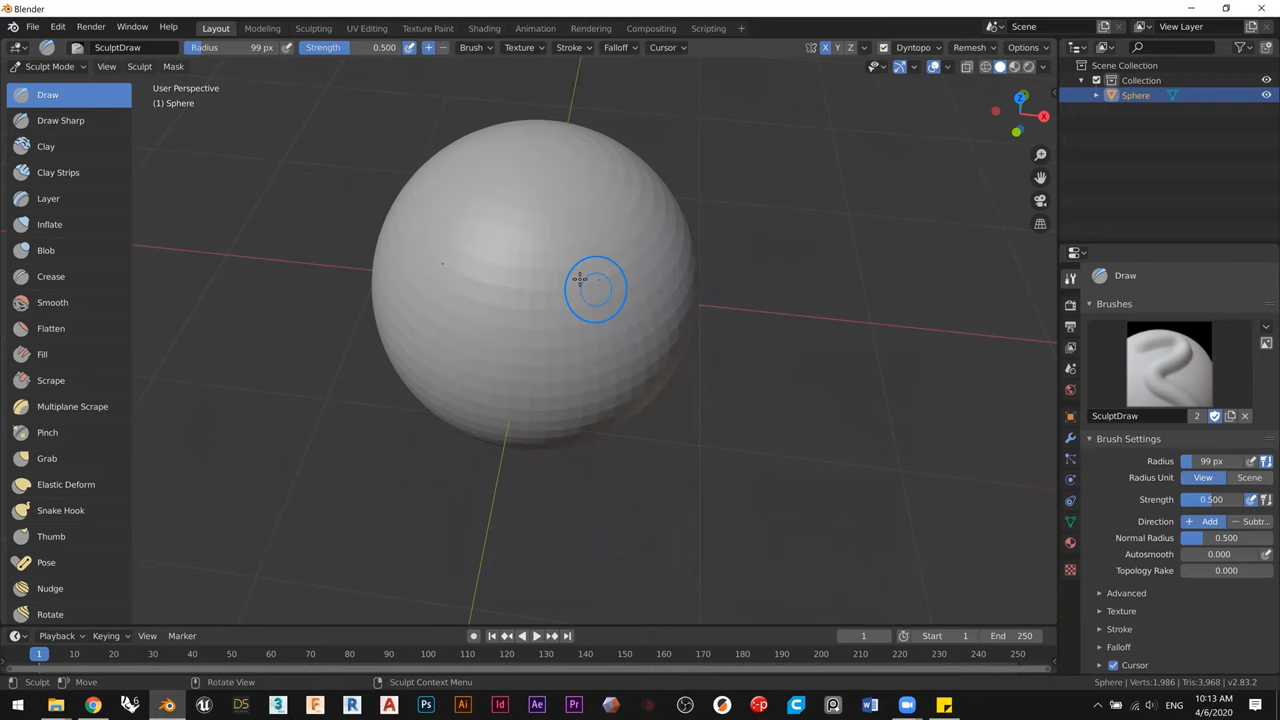 Blender
File Edit Render Window Help Layout Modeling Sculpting UV Editing Texture Paint Shading Animation Rendering Compositing Scripting + Scene View Layer
SculptDraw Radius 99 px Strength 0.500 + − Brush Texture Stroke Falloff Cursor X Y Z Dyntopo Remesh Options
Sculpt Mode View Sculpt Mask
Scene Collection
Collection
Sphere
User Perspective
(1) Sphere
Z
X
Draw
Draw Sharp
Clay
Clay Strips
Layer
Inflate
Blob
Crease
Smooth
Flatten
Fill
Scrape
Multiplane Scrape
Pinch
Grab
Elastic Deform
Snake Hook
Thumb
Pose
Nudge
Rotate
Draw
Brushes
SculptDraw 2
Brush Settings
Radius 99 px
Radius Unit View Scene
Strength 0.500
Direction + Add − Subtr...
Normal Radius 0.500
Autosmooth 0.000
Topology Rake 0.000
Advanced
Texture
Stroke
Falloff
Cursor
Playback Keying View Marker 1 Start 1 End 250
1 10 20 30 40 50 60 70 80 90 100 110 120 130 140 150 160 170 180 190 200 210 220 230 240 250
Sculpt Move Rotate View Sculpt Context Menu Sphere | Verts:1,986 | Tris:3,968 | v2.83.2
DS 3 F R A Ps Ai Id Ae Pr W ENG 10:13 AM
4/6/2020